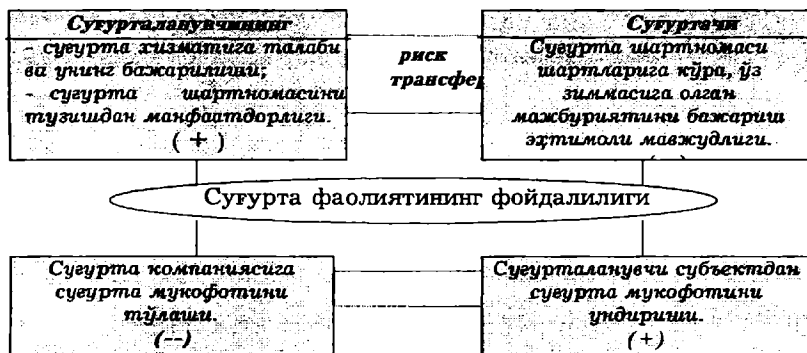 Суғурталанувчининг
– суғурта хизматига талаби
ва унинг бажарилиши;
– суғурта шартномасини
тузишдан манфаатдорлиги.
( + )
риск
трансфер
Суғуртачи
Суғурта шартномаси
шартларига кўра, ўз
зиммасига олган
мажбуриятини бажариш
эҳтимоли мавжудлиги.
Суғурта фаолиятининг фойдалилиги
Суғурта компаниясига
суғурта мукофотини
тўлаши.
(--)
Суғурталанувчи субъектдан
суғурта мукофотини
ундириши.
(+)